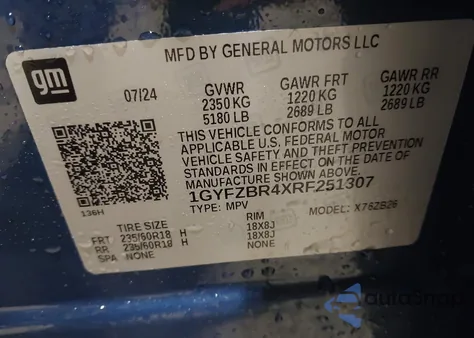 MFD BY GENERAL MOTORS LLC
gm
07/24 GVWR GAWR FRT GAWR RR
2350 KG 1220 KG 1220 KG
5180 LB 2689 LB 2689 LB
THIS VEHICLE CONFORMS TO ALL
APPLICABLE U.S. FEDERAL MOTOR
VEHICLE SAFETY AND THEFT PREVENTION
STANDARDS IN EFFECT ON THE DATE OF
MANUFACTURE SHOWN ABOVE.
1GYFZBR4XRF251307
136H TYPE: MPV MODEL: X76ZB26
TIRE SIZE RIM
FRT 235/60R18 H 18X8J
RR 235/60R18 H 18X8J
SPA NONE NONE
autosnap